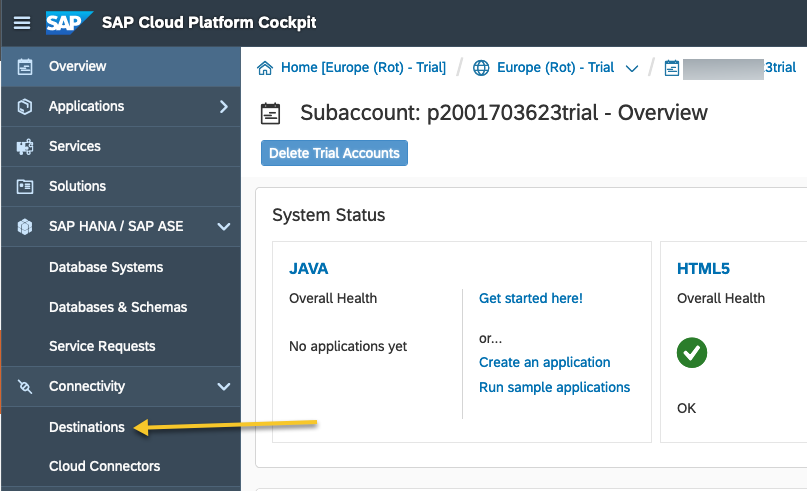 SAP SAP Cloud Platform Cockpit
Overview
Applications
Services
Solutions
SAP HANA / SAP ASE
Database Systems
Databases & Schemas
Service Requests
Connectivity
Destinations
Cloud Connectors
Home [Europe (Rot) - Trial] / Europe (Rot) - Trial / 3trial
Subaccount: p2001703623trial - Overview
Delete Trial Accounts
System Status
JAVA
Overall Health
No applications yet
Get started here!
or...
Create an application
Run sample applications
HTML5
Overall Health
OK